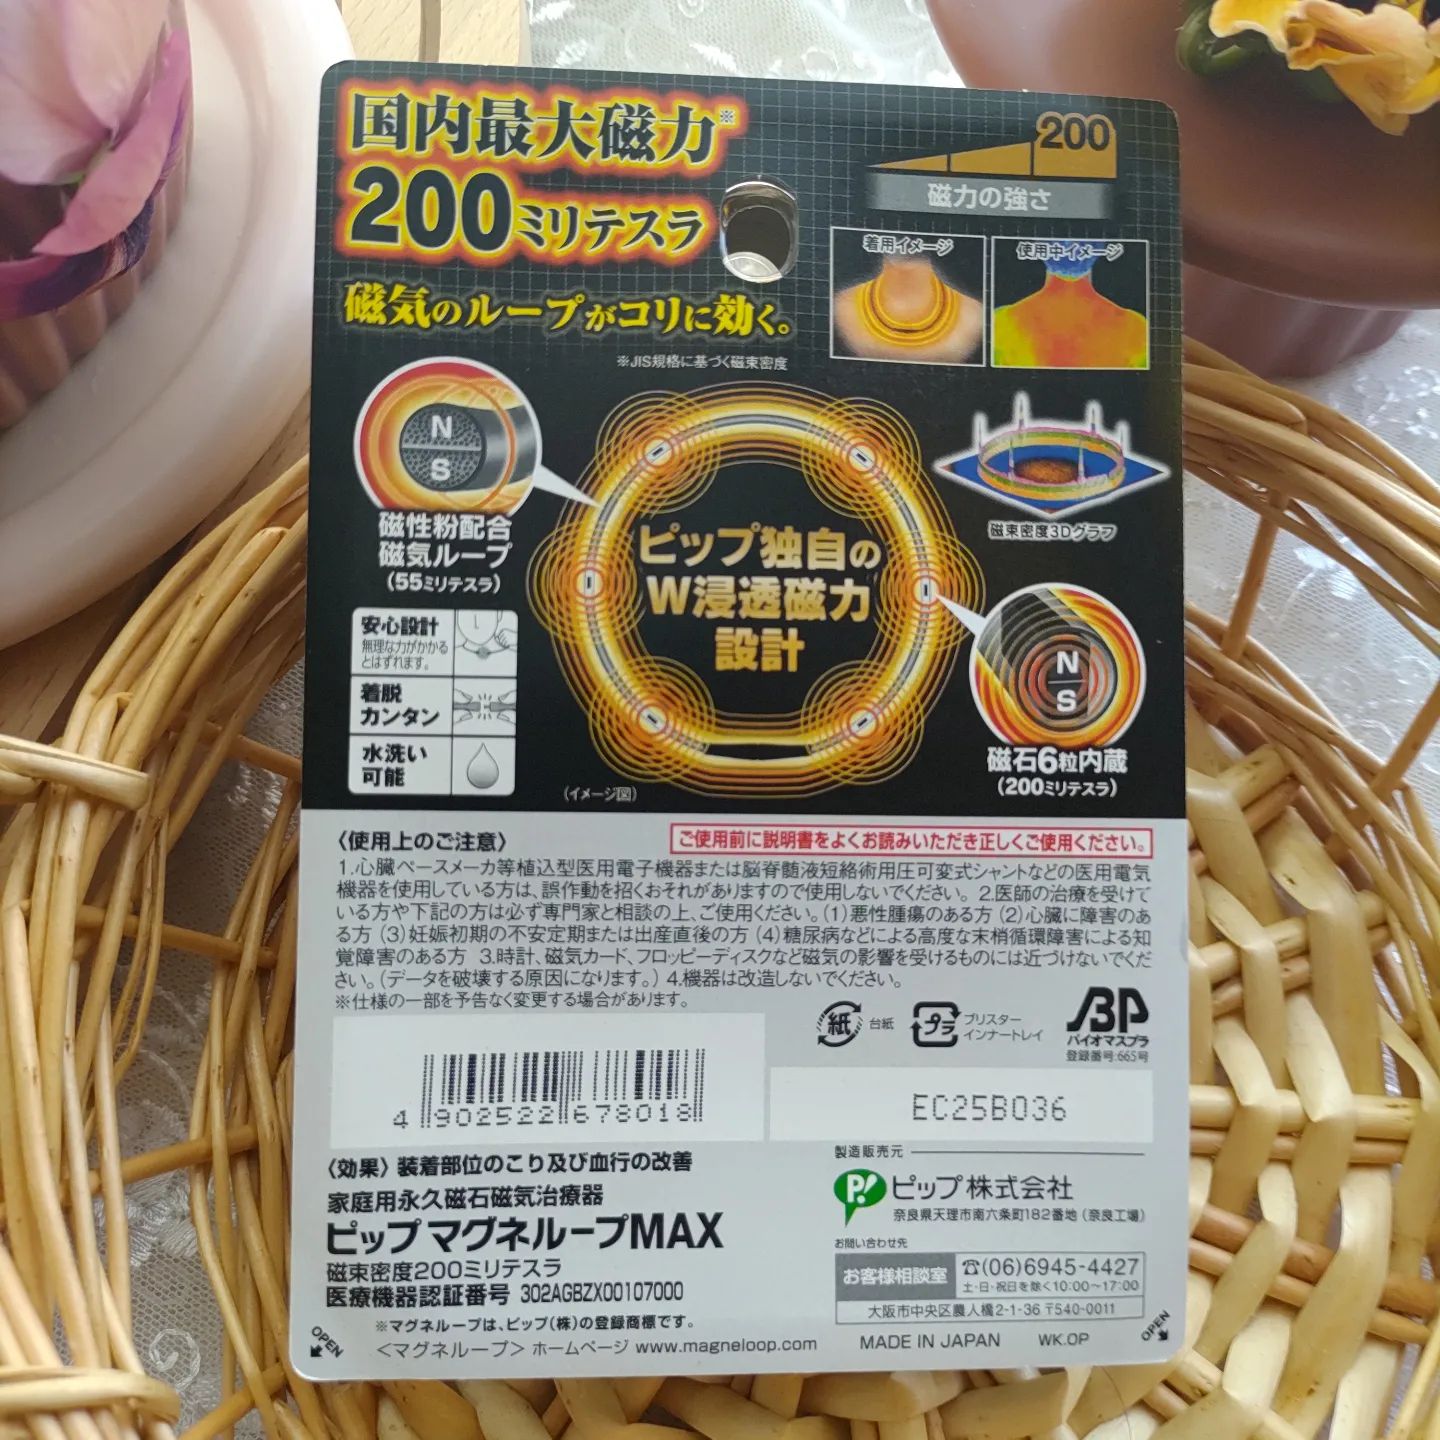 国内最大磁力※
200ミリテスラ
磁気のループがコリに効く。
※JIS規格に基づく磁束密度
200
磁力の強さ
着用イメージ
使用中イメージ
N
S
磁性粉配合
磁気ループ
(55ミリテスラ)
ピップ独自の
W浸透磁力
設計
磁束密度3Dグラフ
N
S
磁石6粒内蔵
(200ミリテスラ)
安心設計
無理な力がかかる
とはずれます。
着脱
カンタン
水洗い
可能
(イメージ図)
〈使用上のご注意〉
ご使用前に説明書をよくお読みいただき正しくご使用ください。
1.心臓ペースメーカ等植込型医用電子機器または脳脊髄液短絡術用圧可変式シャントなどの医用電気
機器を使用している方は、誤作動を招くおそれがありますので使用しないでください。 2.医師の治療を受けて
いる方や下記の方は必ず専門家と相談の上、ご使用ください。(1)悪性腫瘍のある方 (2)心臓に障害のあ
る方 (3)妊娠初期の不安定期または出産直後の方 (4)糖尿病などによる高度な末梢循環障害による知
覚障害のある方 3.時計、磁気カード、フロッピーディスクなど磁気の影響を受けるものには近づけないでくだ
さい。(データを破壊する原因になります。) 4.機器は改造しないでください。
※仕様の一部を予告なく変更する場合があります。
紙 台紙
プラ ブリスター
インナートレイ
BP
バイオマスプラ
登録番号:665号
4 902522 678018
EC25B036
〈効果〉装着部位のこり及び血行の改善
家庭用永久磁石磁気治療器
ピップ マグネループMAX
磁束密度200ミリテスラ
医療機器認証番号 302AGBZX00107000
※マグネループは、ピップ(株)の登録商標です。
<マグネループ> ホームページ www.magneloop.com
製造販売元
P! ピップ株式会社
奈良県天理市南六条町182番地 (奈良工場)
お問い合わせ先
お客様相談室
☎(06)6945-4427
土・日・祝日を除く10:00〜17:00
大阪市中央区農人橋2-1-36 〒540-0011
MADE IN JAPAN WK.OP
OPEN
OPEN